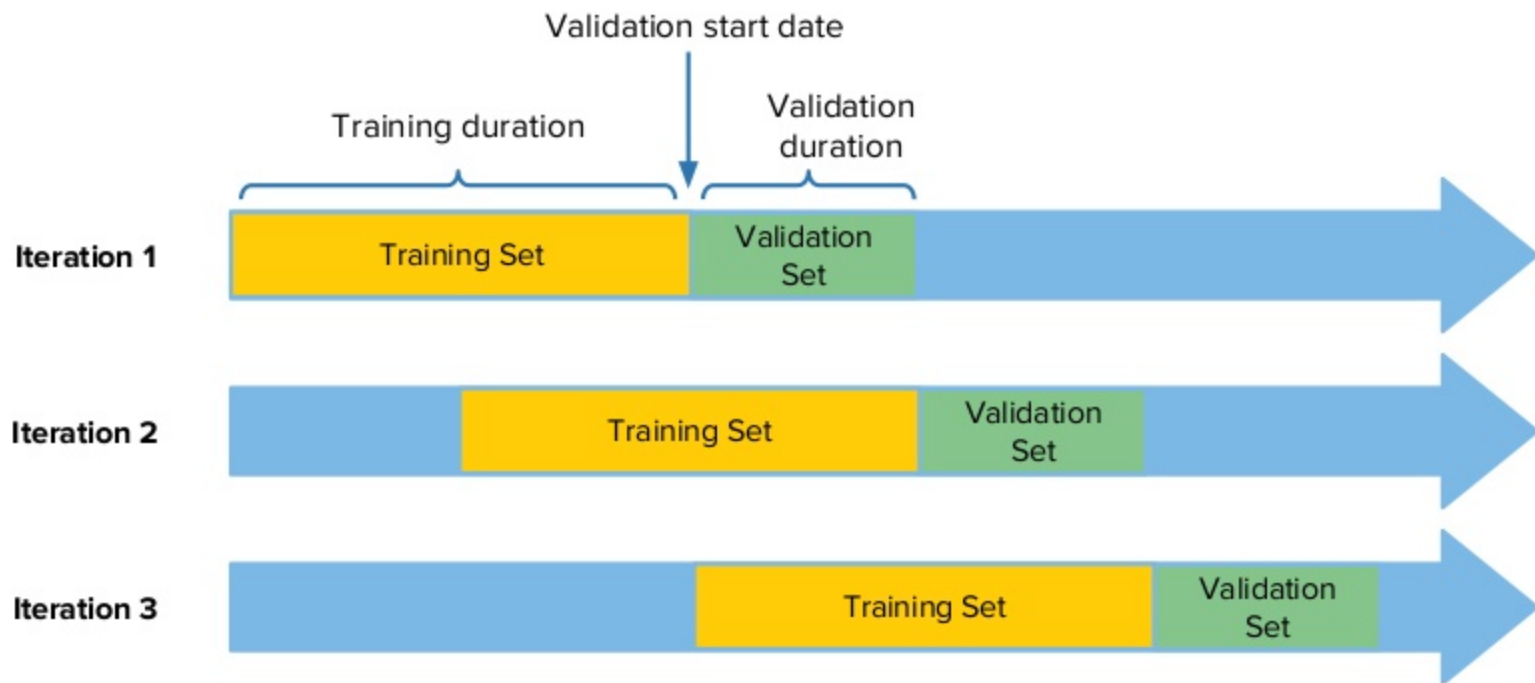 Validation start date
Training duration
Validation
duration
Iteration 1
Training Set
Validation
Set
Iteration 2
Training Set
Validation
Set
Iteration 3
Training Set
Validation
Set